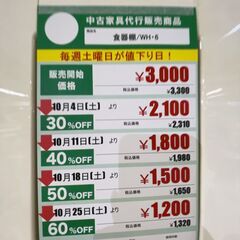 中古家具代行販売商品
商品名
食器棚/WH・6
毎週土曜日が値下り日!
販売開始価格 ¥3,000
税込価格 ¥3,300
10月4日(土)より ¥2,100
30%OFF 税込価格 ¥2,310
10月11日(土)より ¥1,800
40%OFF 税込価格 ¥1,980
10月18日(土)より ¥1,500
50%OFF 税込価格 ¥1,650
10月25日(土)より ¥1,200
60%OFF 税込価格 ¥1,320